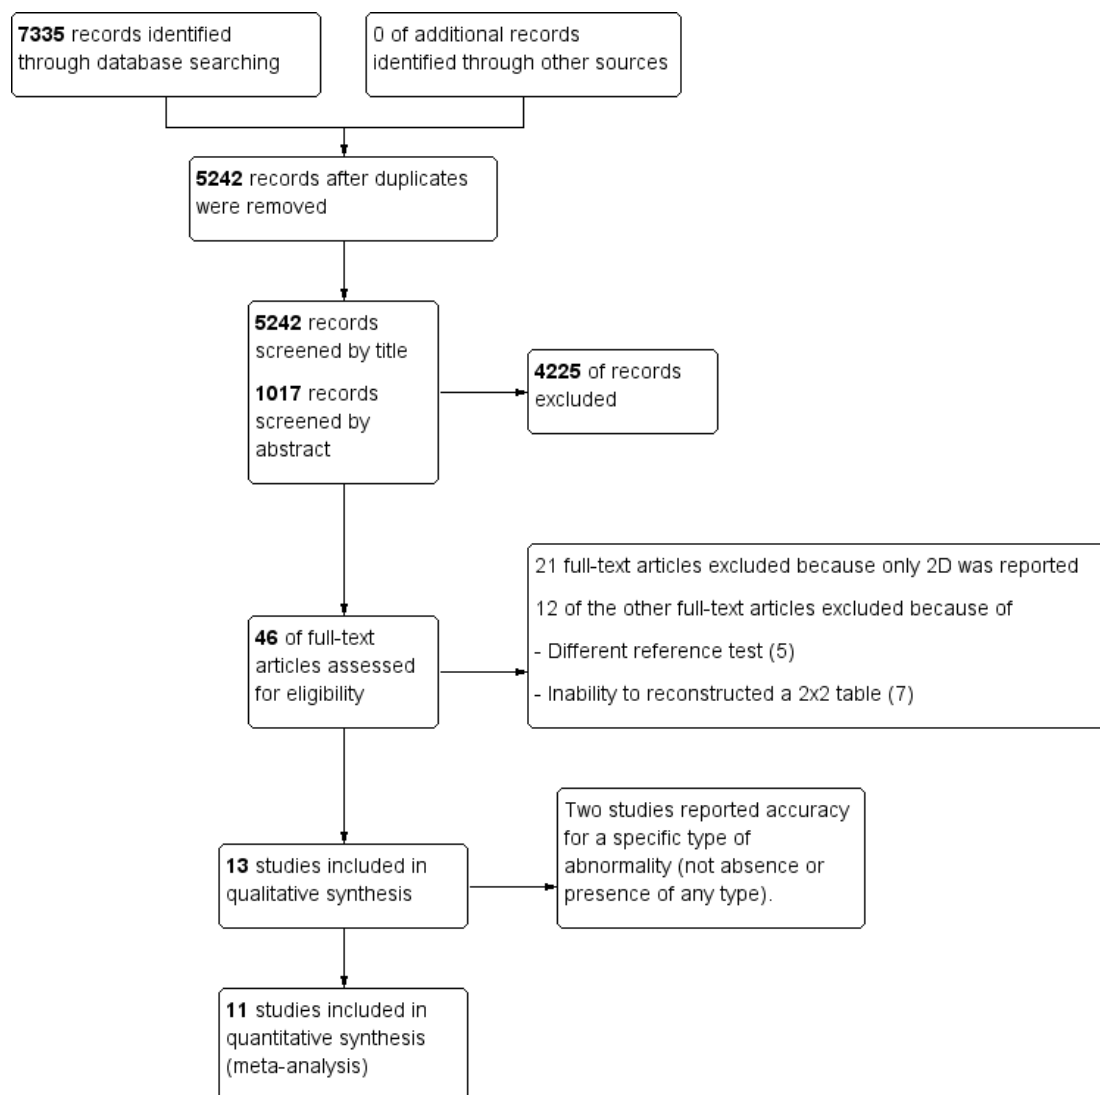 7335 records identified
through database searching
0 of additional records
identified through other sources
5242 records after duplicates
were removed
5242 records
screened by title
1017 records
screened by
abstract
4225 of records
excluded
21 full-text articles excluded because only 2D was reported
12 of the other full-text articles excluded because of
- Different reference test (5)
- Inability to reconstructed a 2x2 table (7)
46 of full-text
articles assessed
for eligibility
Two studies reported accuracy
for a specific type of
abnormality (not absence or
presence of any type).
13 studies included in
qualitative synthesis
11 studies included in
quantitative synthesis
(meta-analysis)